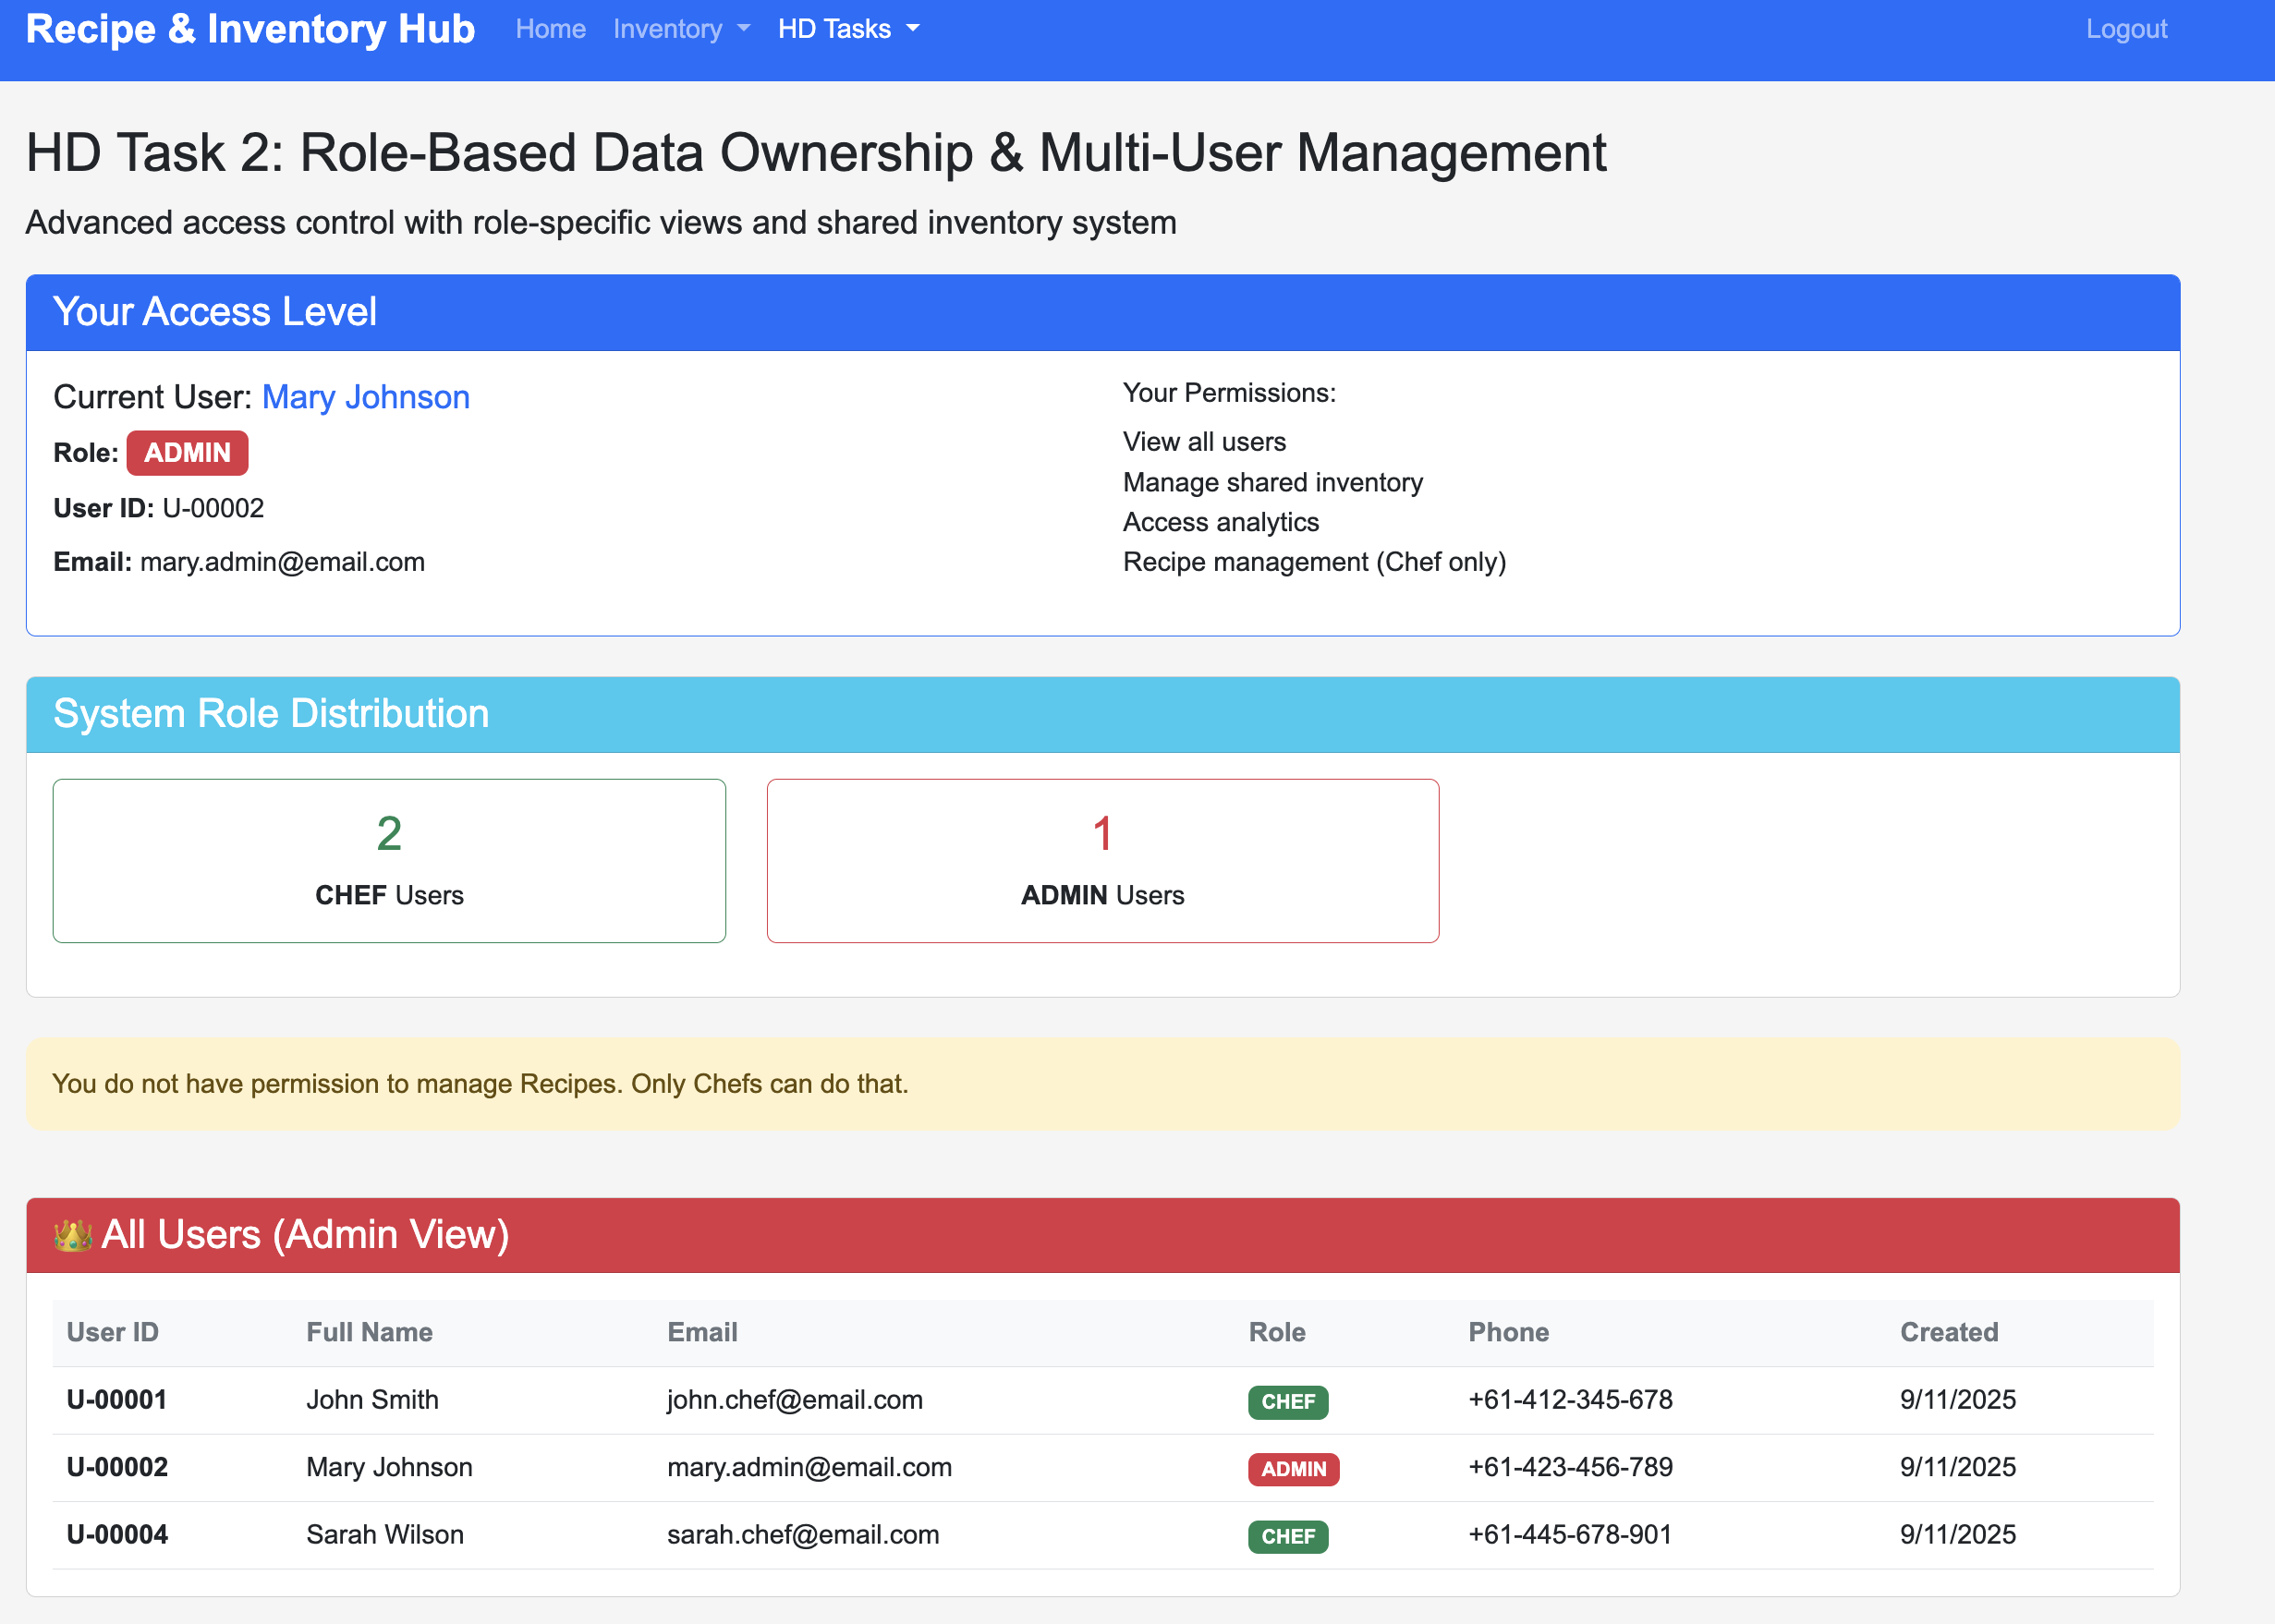 Recipe & Inventory Hub Home Inventory HD Tasks Logout
HD Task 2: Role-Based Data Ownership & Multi-User Management
Advanced access control with role-specific views and shared inventory system
Your Access Level
Current User: Mary Johnson
Role: ADMIN
User ID: U-00002
Email: mary.admin@email.com
Your Permissions:
View all users
Manage shared inventory
Access analytics
Recipe management (Chef only)
System Role Distribution
2
CHEF Users
1
ADMIN Users
You do not have permission to manage Recipes. Only Chefs can do that.
👑 All Users (Admin View)
User ID Full Name Email Role Phone Created
U-00001 John Smith john.chef@email.com CHEF +61-412-345-678 9/11/2025
U-00002 Mary Johnson mary.admin@email.com ADMIN +61-423-456-789 9/11/2025
U-00004 Sarah Wilson sarah.chef@email.com CHEF +61-445-678-901 9/11/2025